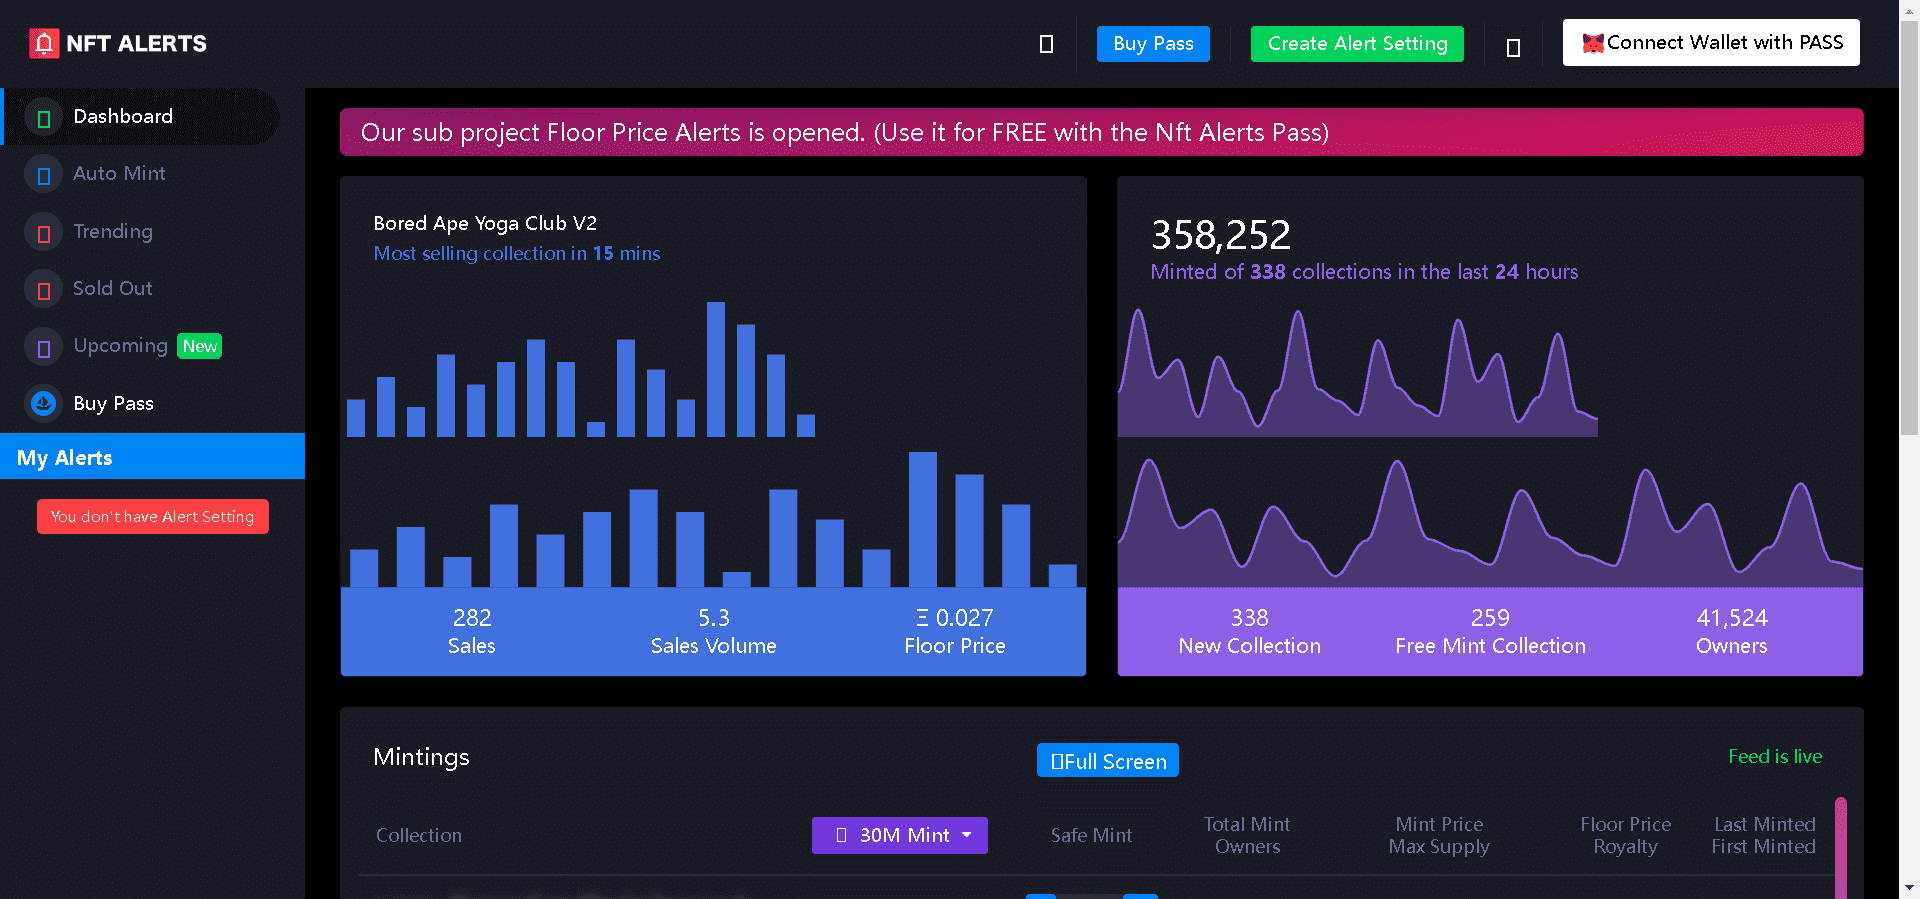 NFT ALERTS
Buy Pass
Create Alert Setting
Connect Wallet with PASS
Dashboard
Auto Mint
Trending
Sold Out
Upcoming New
Buy Pass
My Alerts
You don't have Alert Setting
Our sub project Floor Price Alerts is opened. (Use it for FREE with the Nft Alerts Pass)
Bored Ape Yoga Club V2
Most selling collection in 15 mins
282
Sales
5.3
Sales Volume
Ξ 0.027
Floor Price
358,252
Minted of 338 collections in the last 24 hours
338
New Collection
259
Free Mint Collection
41,524
Owners
Mintings
Full Screen
Feed is live
Collection
30M Mint
Safe Mint
Total Mint
Owners
Mint Price
Max Supply
Floor Price
Royalty
Last Minted
First Minted